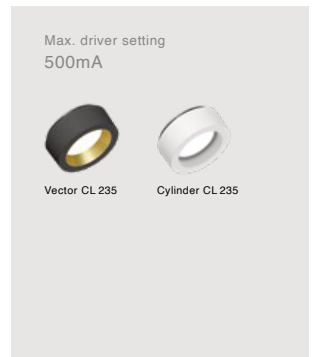 Max. driver setting
500mA
Vector CL 235
Cylinder CL 235